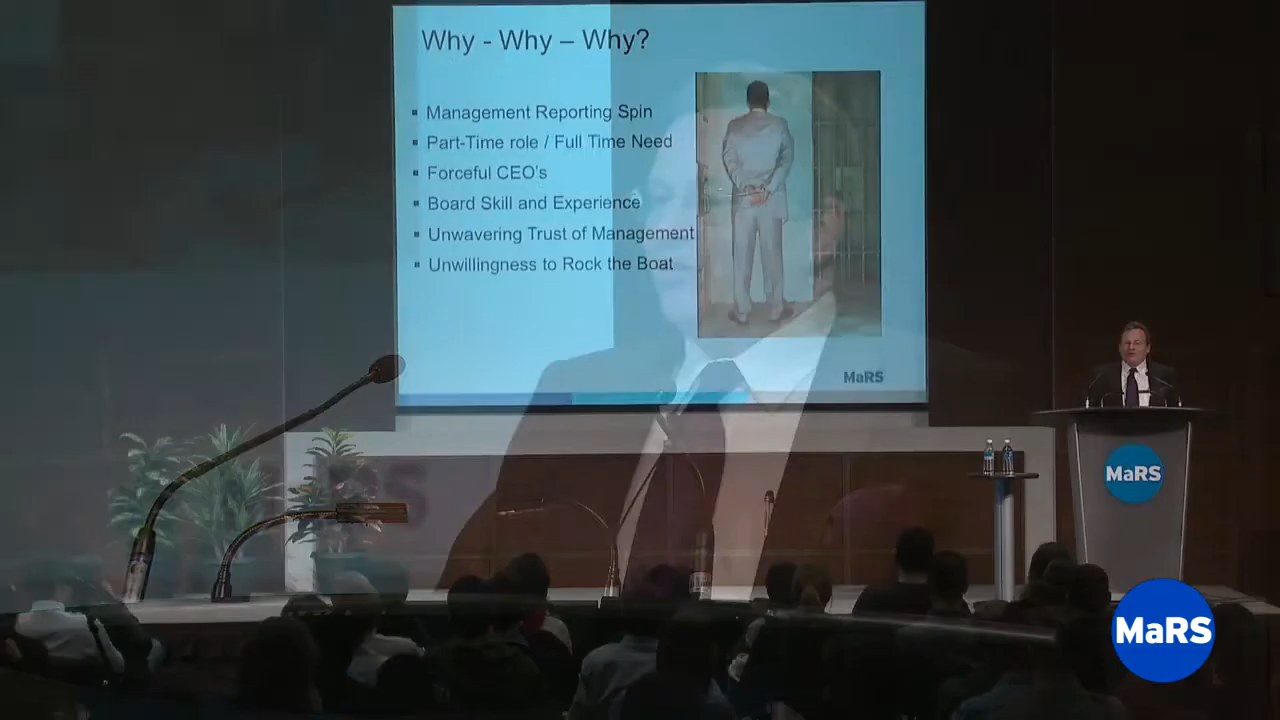 Why - Why – Why?
Management Reporting Spin
Part-Time role / Full Time Need
Forceful CEO's
Board Skill and Experience
Unwavering Trust of Management
Unwillingness to Rock the Boat
MaRS
MaRS
MaRS